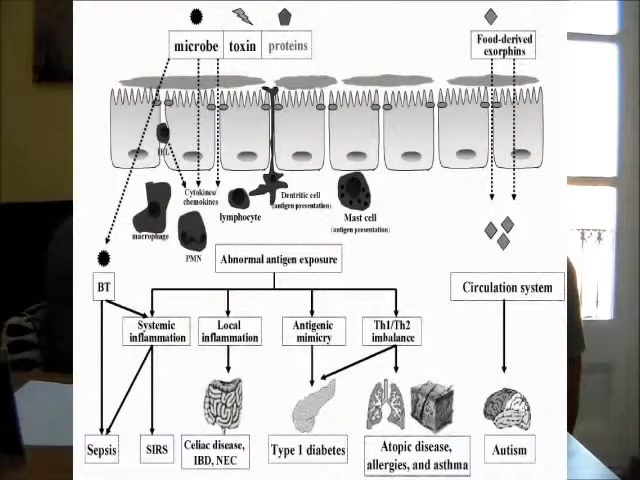 microbe toxin proteins
Food-derived
exorphins
IEL
Cytokines/
chemokines
Dentritic cell
(antigen presentation)
lymphocyte
Mast cell
(antigen presentation)
macrophage
PMN
Abnormal antigen exposure
BT
Circulation system
Systemic
inflammation
Local
inflammation
Antigenic
mimicry
Th1/Th2
imbalance
Sepsis
SIRS
Celiac disease,
IBD, NEC
Type 1 diabetes
Atopic disease,
allergies, and asthma
Autism